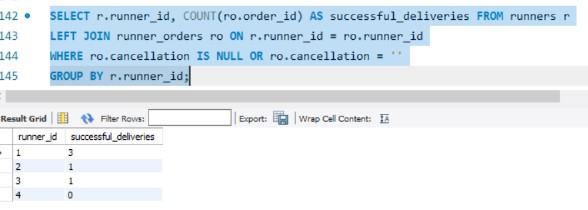 142 SELECT r.runner_id, COUNT(ro.order_id) AS successful_deliveries FROM runners r
143 LEFT JOIN runner_orders ro ON r.runner_id = ro.runner_id
144 WHERE ro.cancellation IS NULL OR ro.cancellation = ''
145 GROUP BY r.runner_id;
Result Grid Filter Rows: Export: Wrap Cell Content: IA
runner_id successful_deliveries
1 3
2 1
3 1
4 0